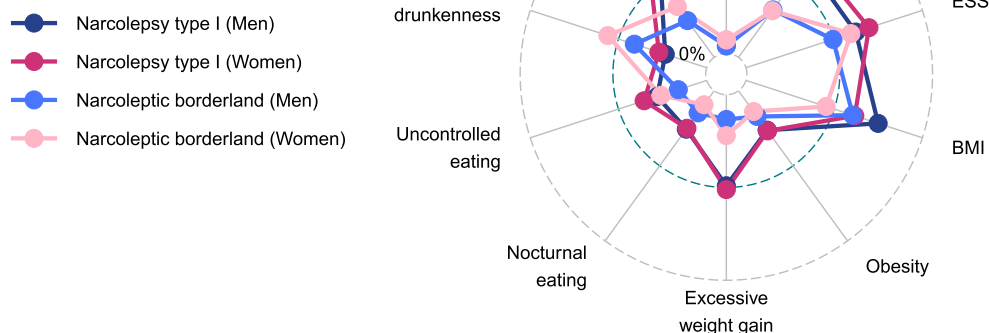 ESS
drunkenness
Narcolepsy type I (Men)
0%
Narcolepsy type I (Women)
Narcoleptic borderland (Men)
Narcoleptic borderland (Women)
Uncontrolled
eating
BMI
Nocturnal
eating
Obesity
Excessive
weight gain